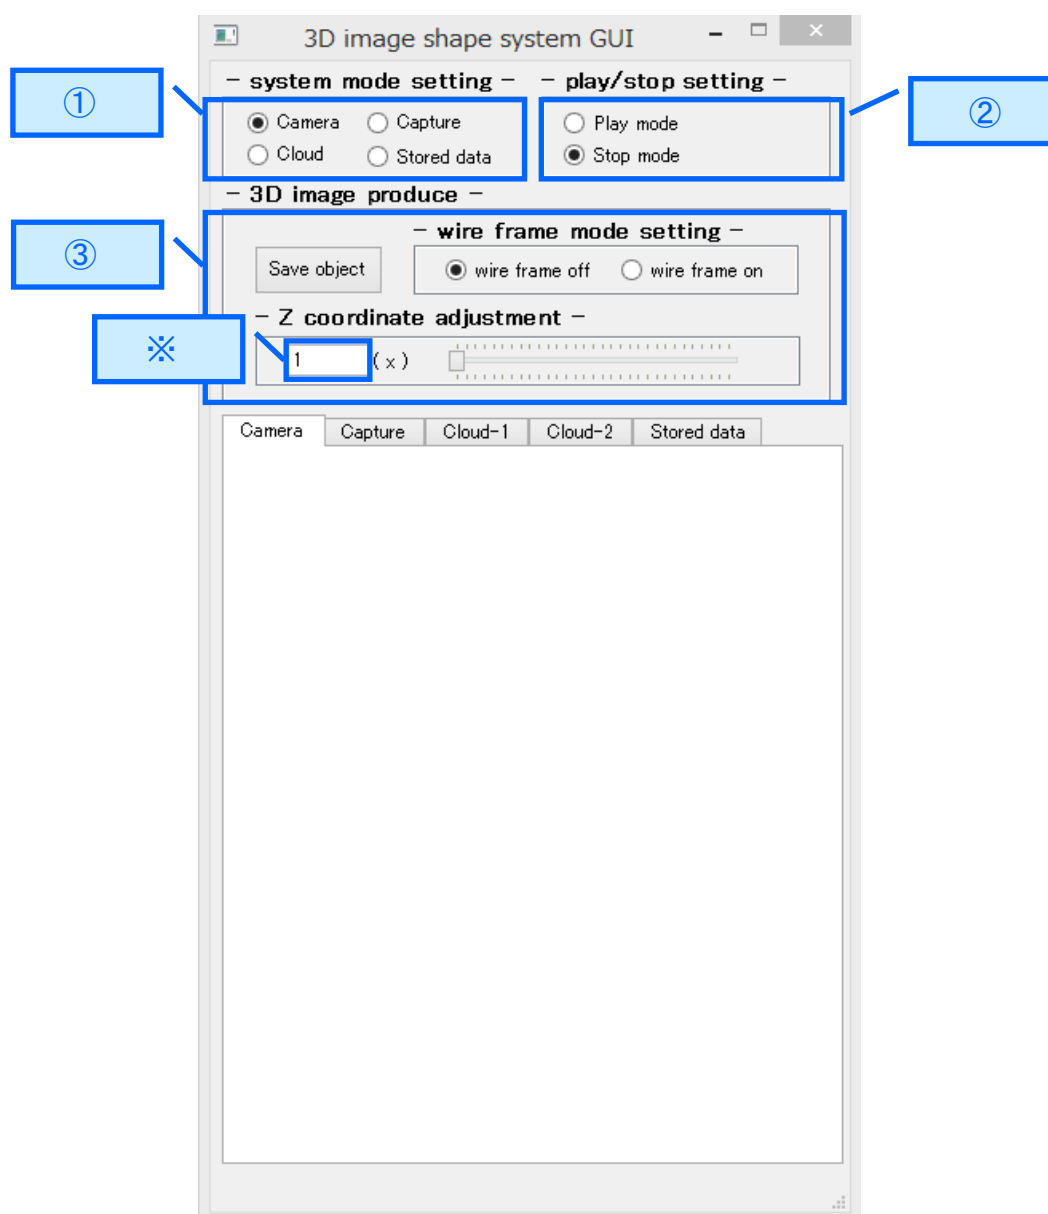 3D image shape system GUI
- system mode setting - - play/stop setting -
① Camera Capture Play mode ②
Cloud Stored data Stop mode
- 3D image produce -
- wire frame mode setting -
③ Save object wire frame off wire frame on
- Z coordinate adjustment -
※ 1 ( x )
Camera Capture Cloud-1 Cloud-2 Stored data